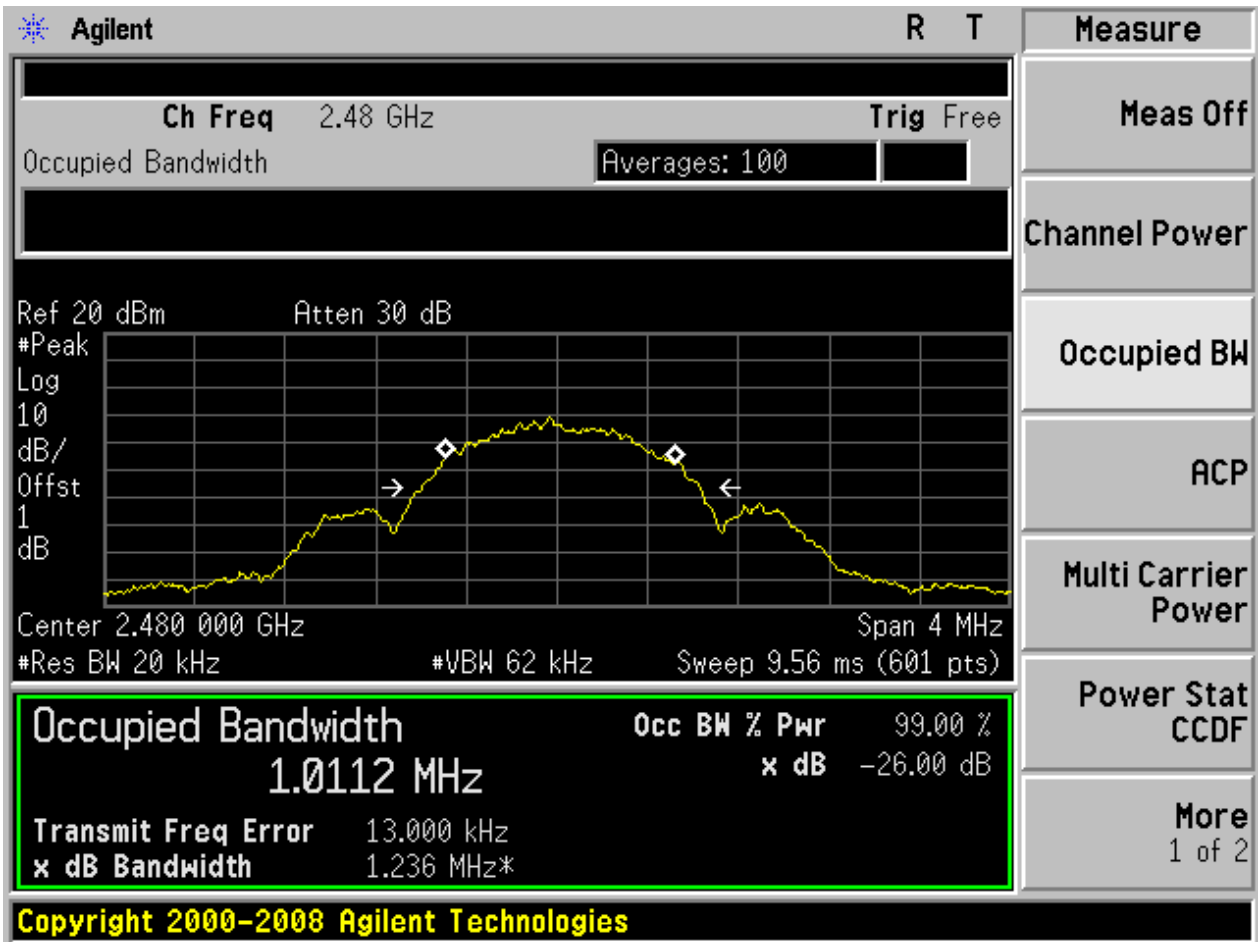 Agilent R T Measure
Ch Freq 2.48 GHz Trig Free
Occupied Bandwidth Averages: 100
Ref 20 dBm Atten 30 dB
#Peak
Log
10
dB/
Offst
1
dB
Center 2.480 000 GHz Span 4 MHz
#Res BW 20 kHz #VBW 62 kHz Sweep 9.56 ms (601 pts)
Occupied Bandwidth
1.0112 MHz
Occ BW % Pwr 99.00 %
x dB -26.00 dB
Transmit Freq Error 13.000 kHz
x dB Bandwidth 1.236 MHz*
Meas Off
Channel Power
Occupied BW
ACP
Multi Carrier
Power
Power Stat
CCDF
More
1 of 2
Copyright 2000-2008 Agilent Technologies